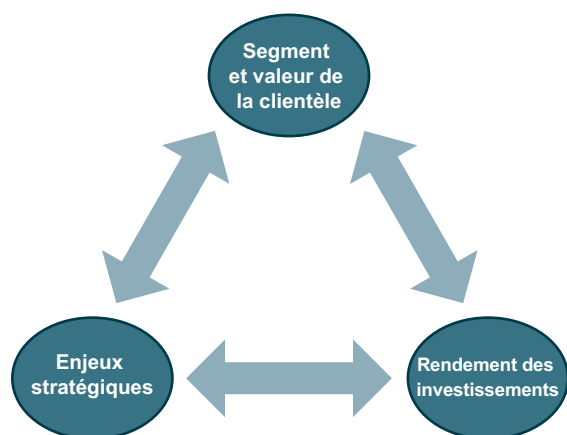 Segment
et valeur de
la clientèle
Enjeux
stratégiques
Rendement des
investissements